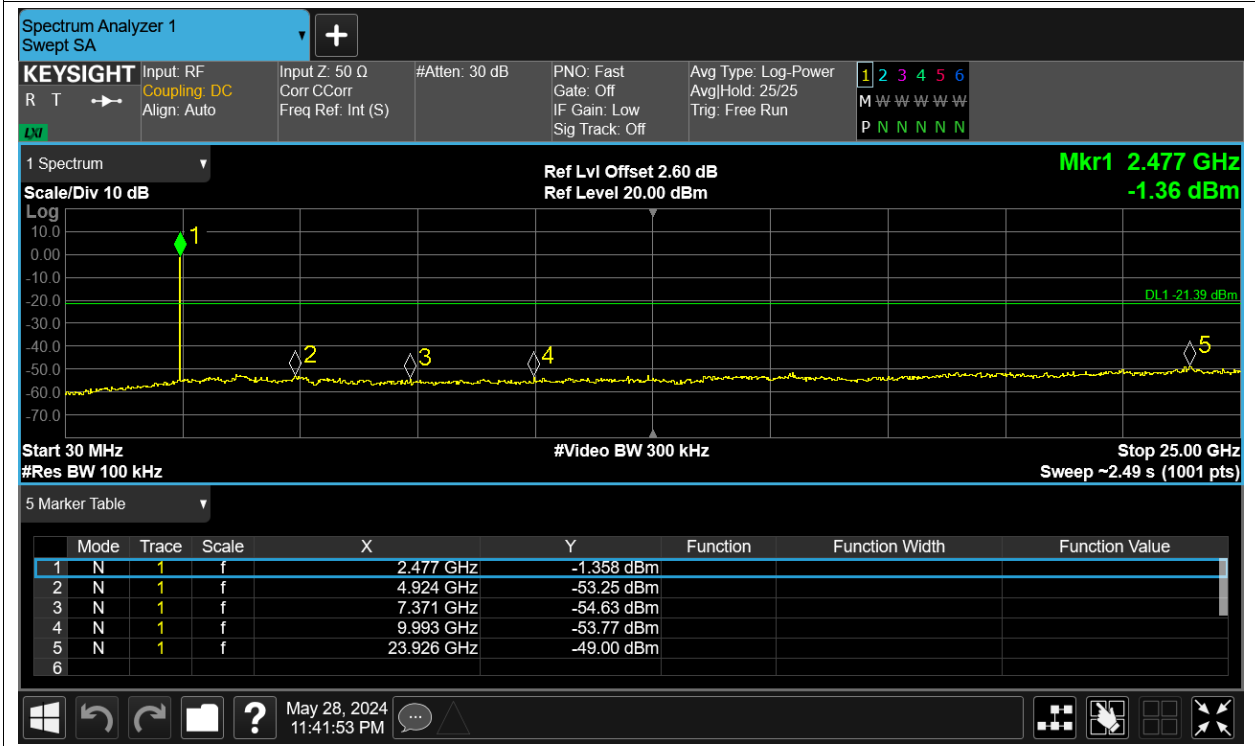 Spectrum Analyzer 1
Swept SA
+
KEYSIGHT
R T
LXI
Input: RF
Coupling: DC
Align: Auto
Input Z: 50 Ω
Corr CCorr
Freq Ref: Int (S)
#Atten: 30 dB
PNO: Fast
Gate: Off
IF Gain: Low
Sig Track: Off
Avg Type: Log-Power
Avg|Hold: 25/25
Trig: Free Run
1 2 3 4 5 6
M W W W W W
P N N N N N
1 Spectrum
Scale/Div 10 dB
Ref Lvl Offset 2.60 dB
Ref Level 20.00 dBm
Mkr1 2.477 GHz
-1.36 dBm
Log
10.0
0.00
-10.0
-20.0
-30.0
-40.0
-50.0
-60.0
-70.0
1
2
3
4
5
DL1 -21.39 dBm
Start 30 MHz
#Res BW 100 kHz
#Video BW 300 kHz
Stop 25.00 GHz
Sweep ~2.49 s (1001 pts)
5 Marker Table
Mode Trace Scale X Y Function Function Width Function Value
1 N 1 f 2.477 GHz -1.358 dBm
2 N 1 f 4.924 GHz -53.25 dBm
3 N 1 f 7.371 GHz -54.63 dBm
4 N 1 f 9.993 GHz -53.77 dBm
5 N 1 f 23.926 GHz -49.00 dBm
6
?
May 28, 2024
11:41:53 PM